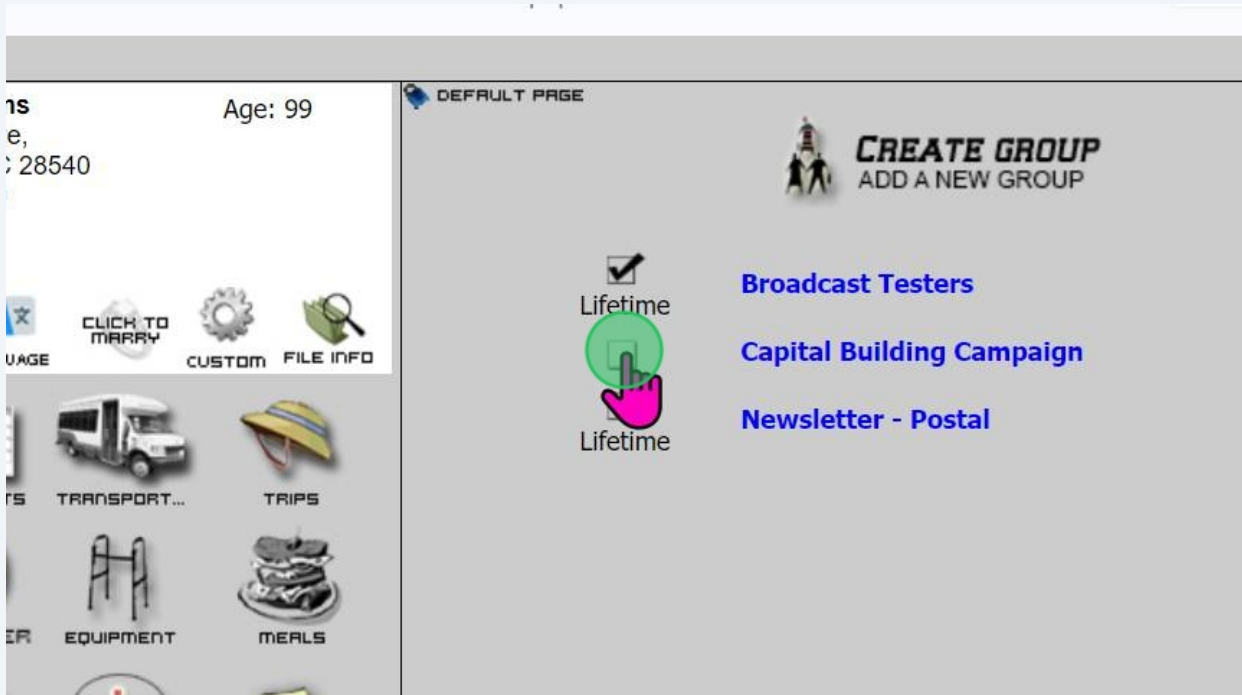 ns
Age: 99
e,
C 28540
CLICK TO
MARRY
UAGE
CUSTOM
FILE INFO
TS
TRANSPORT...
TRIPS
ER
EQUIPMENT
MEALS
DEFAULT PAGE
CREATE GROUP
ADD A NEW GROUP
Lifetime
Broadcast Testers
Capital Building Campaign
Newsletter - Postal
Lifetime